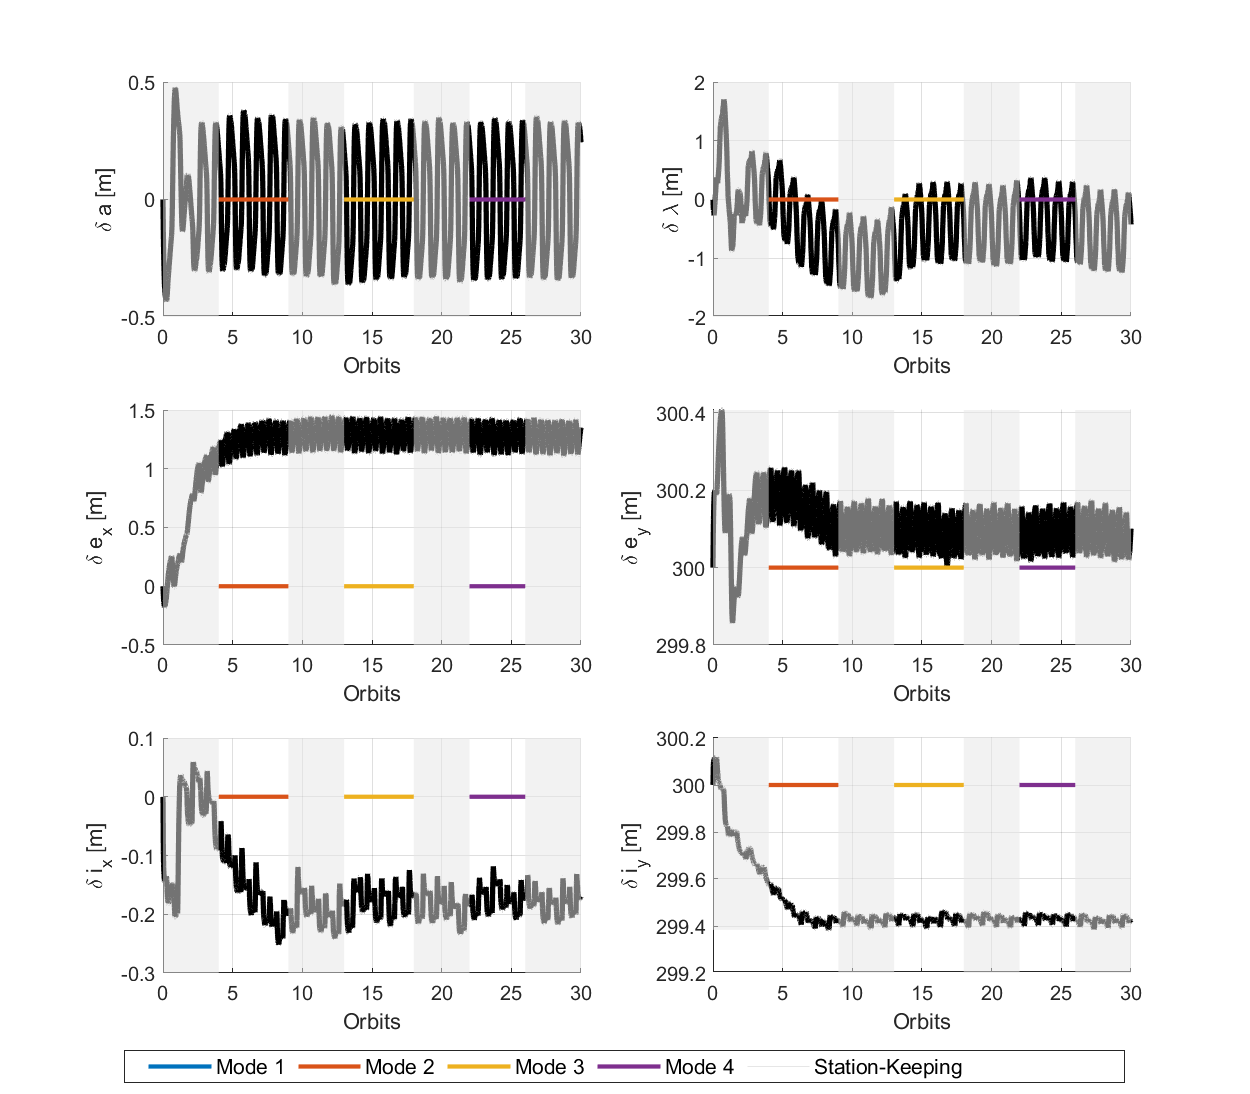 0.5
0
-0.5
δ a [m]
0 5 10 15 20 25 30
Orbits
2
1
0
-1
-2
δ λ [m]
0 5 10 15 20 25 30
Orbits
1.5
1
0.5
0
-0.5
δ e_x [m]
0 5 10 15 20 25 30
Orbits
300.4
300.2
300
299.8
δ e_y [m]
0 5 10 15 20 25 30
Orbits
0.1
0
-0.1
-0.2
-0.3
δ i_x [m]
0 5 10 15 20 25 30
Orbits
300.2
300
299.8
299.6
299.4
299.2
δ i_y [m]
0 5 10 15 20 25 30
Orbits
Mode 1 Mode 2 Mode 3 Mode 4 Station-Keeping